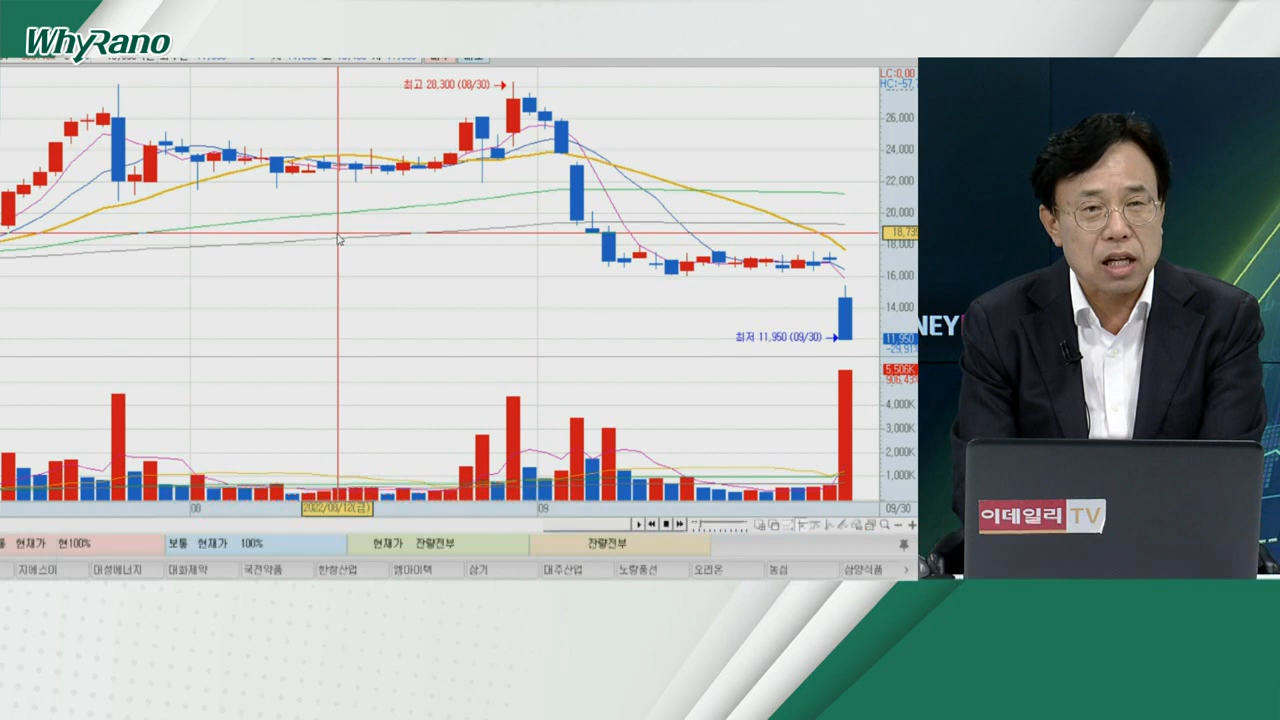 WhyRano
LC:0,00
최고 28,300 (08/30)
26,000
24,000
22,000
20,000
18,000
16,000
14,000
최저 11,950 (09/30)
11,950
-29,91%
5,506K
906,43%
4,000K
3,000K
2,000K
1,000K
2022/08/12(금)
09
09/30
현재가 현100%
보통 현재가 100%
현재가 잔량전부
잔량전부
지에스이
대성에너지
대화제약
국전약품
한창산업
엠아이텍
삼기
대주산업
노랑풍선
오리온
농심
삼양식품
NEY
이데일리 TV